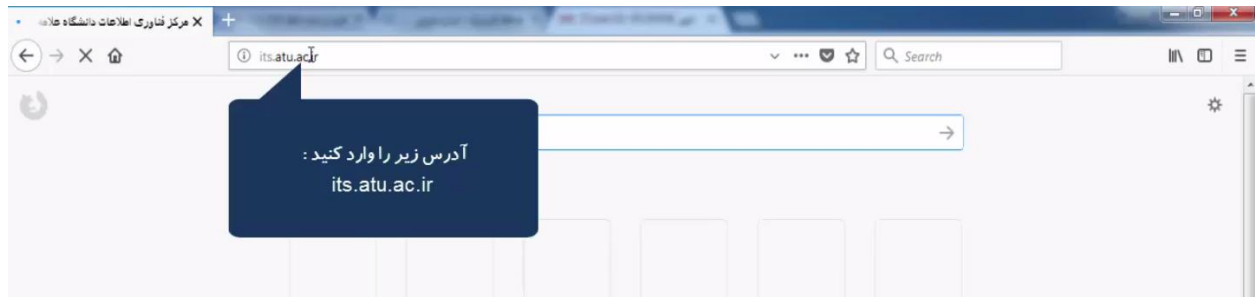 مرکز فناوری اطلاعات دانشگاه علامه
its.atu.ac.ir
Search
آدرس زیر را وارد کنید :
its.atu.ac.ir